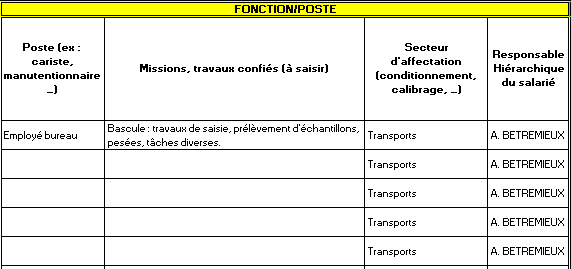 FONCTION/POSTE
Poste (ex :
cariste,
manutentionnaire
...)
Missions, travaux confiés (à saisir)
Secteur
d'affectation
(conditionnement,
calibrage, ...)
Responsable
Hiérarchique
du salarié
Employé bureau
Bascule : travaux de saisie, prélèvement d'échantillons,
pesées, tâches diverses.
Transports
A. BETREMIEUX
Transports
A. BETREMIEUX
Transports
A. BETREMIEUX
Transports
A. BETREMIEUX
Transports
A. BETREMIEUX